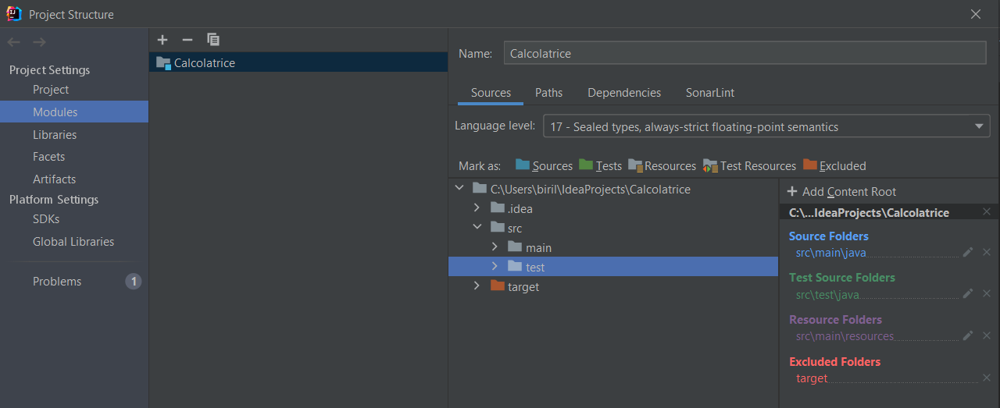 Project Structure
Project Settings
Project
Modules
Libraries
Facets
Artifacts
Platform Settings
SDKs
Global Libraries
Problems 1
Calcolatrice
Name: Calcolatrice
Sources Paths Dependencies SonarLint
Language level: 17 - Sealed types, always-strict floating-point semantics
Mark as: Sources Tests Resources Test Resources Excluded
C:\Users\biril\IdeaProjects\Calcolatrice
.idea
src
main
test
target
+ Add Content Root
C:\...IdeaProjects\Calcolatrice
Source Folders
src\main\java
Test Source Folders
src\test\java
Resource Folders
src\main\resources
Excluded Folders
target